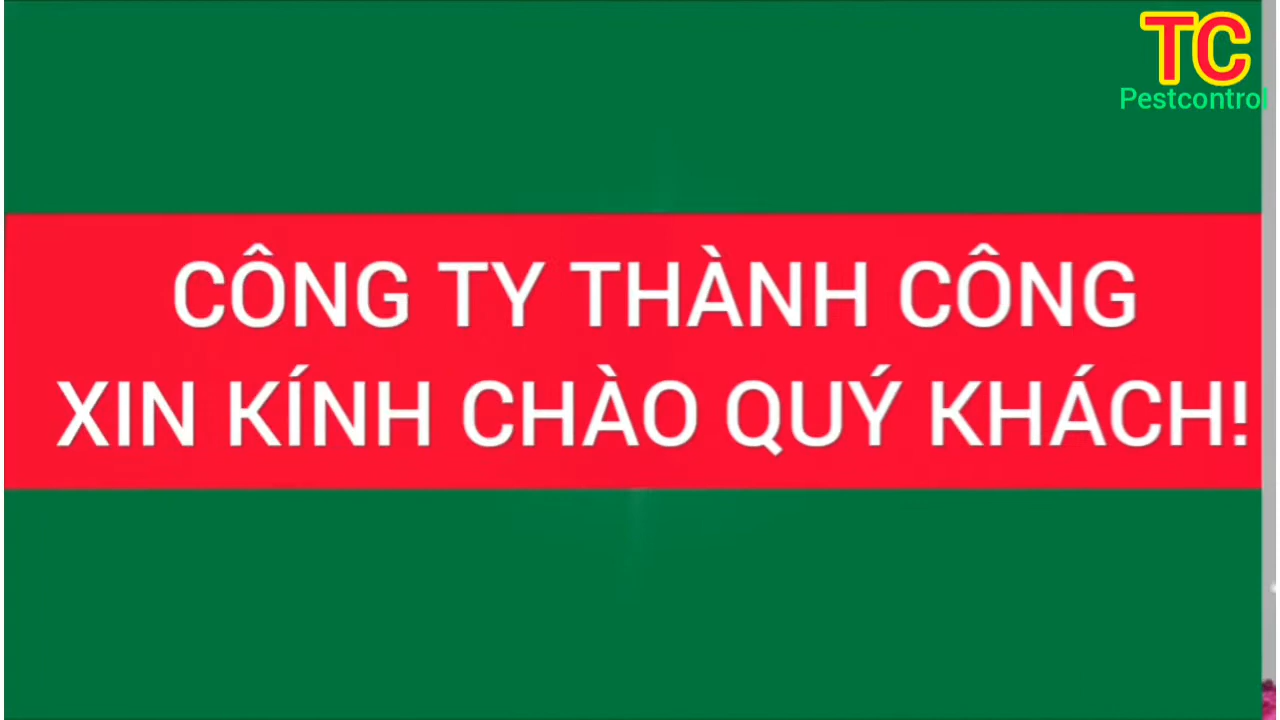 TC
Pestcontrol
CÔNG TY THÀNH CÔNG
XIN KÍNH CHÀO QUÝ KHÁCH!